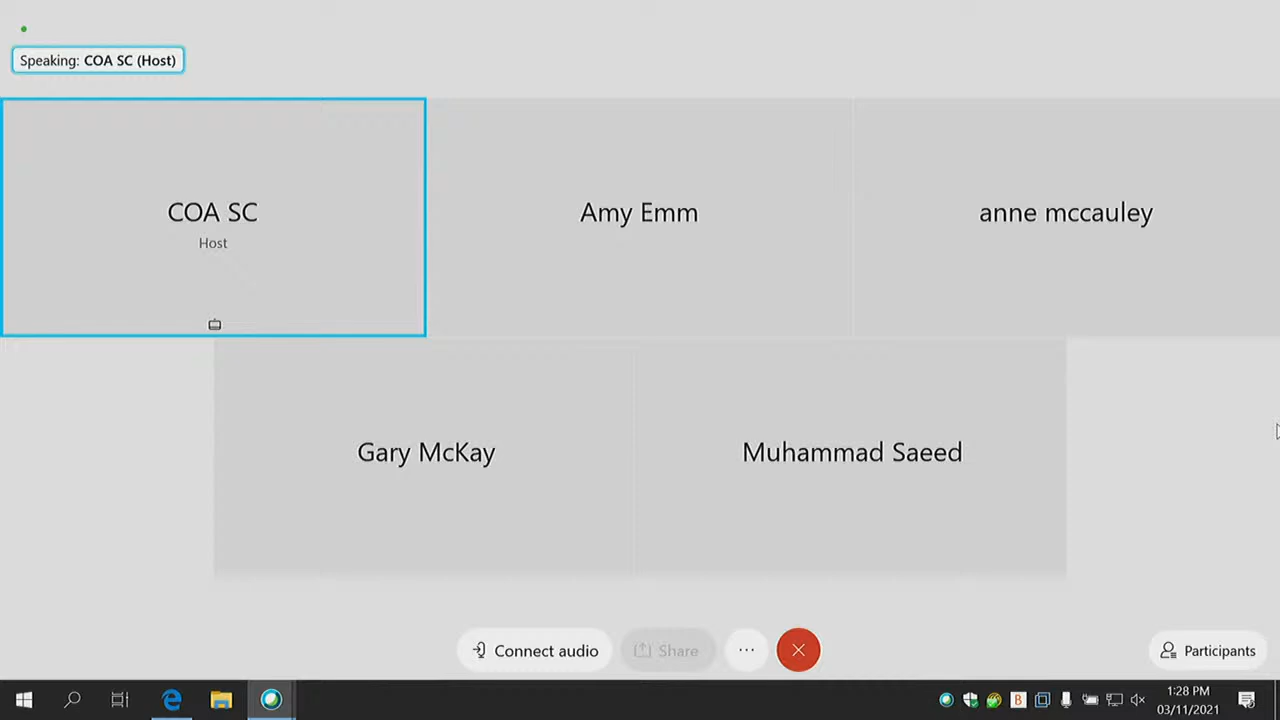 Speaking: COA SC (Host)
COA SC
Host
Amy Emm
anne mccauley
Gary McKay
Muhammad Saeed
Connect audio
Share
Participants
B
1:28 PM
03/11/2021